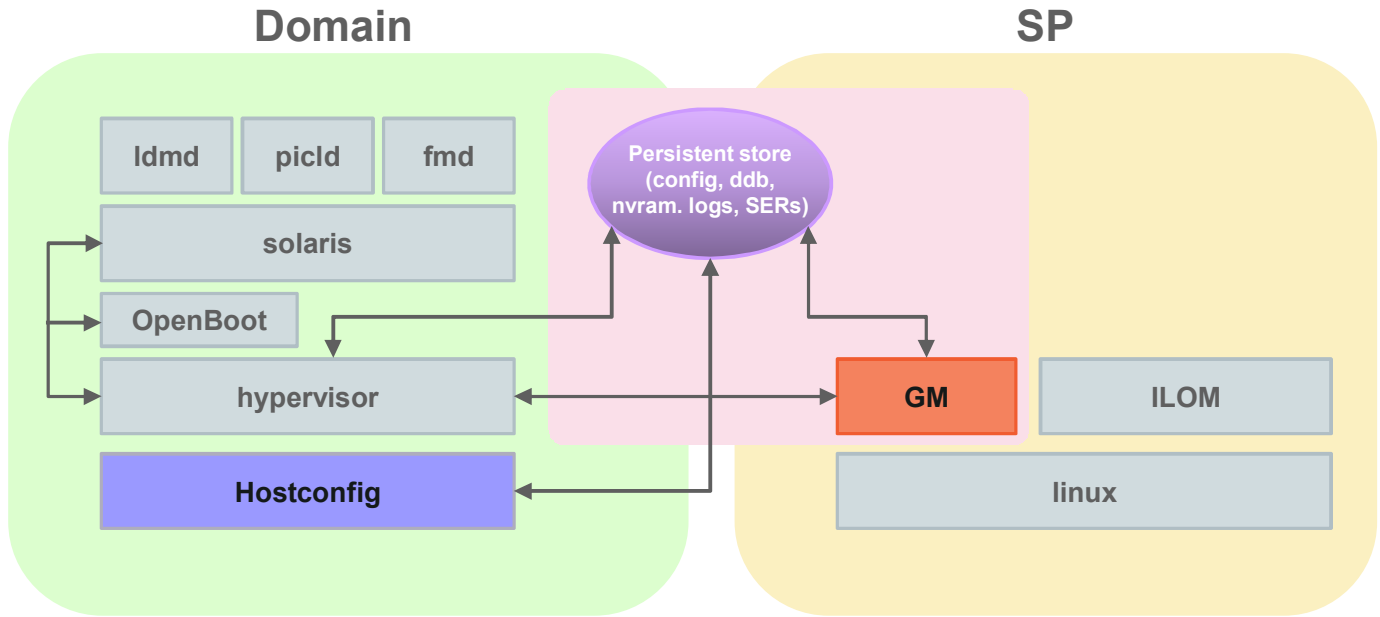 Domain
SP
ldmd
picld
fmd
Persistent store
(config, ddb,
nvram. logs, SERs)
solaris
OpenBoot
hypervisor
GM
ILOM
Hostconfig
linux